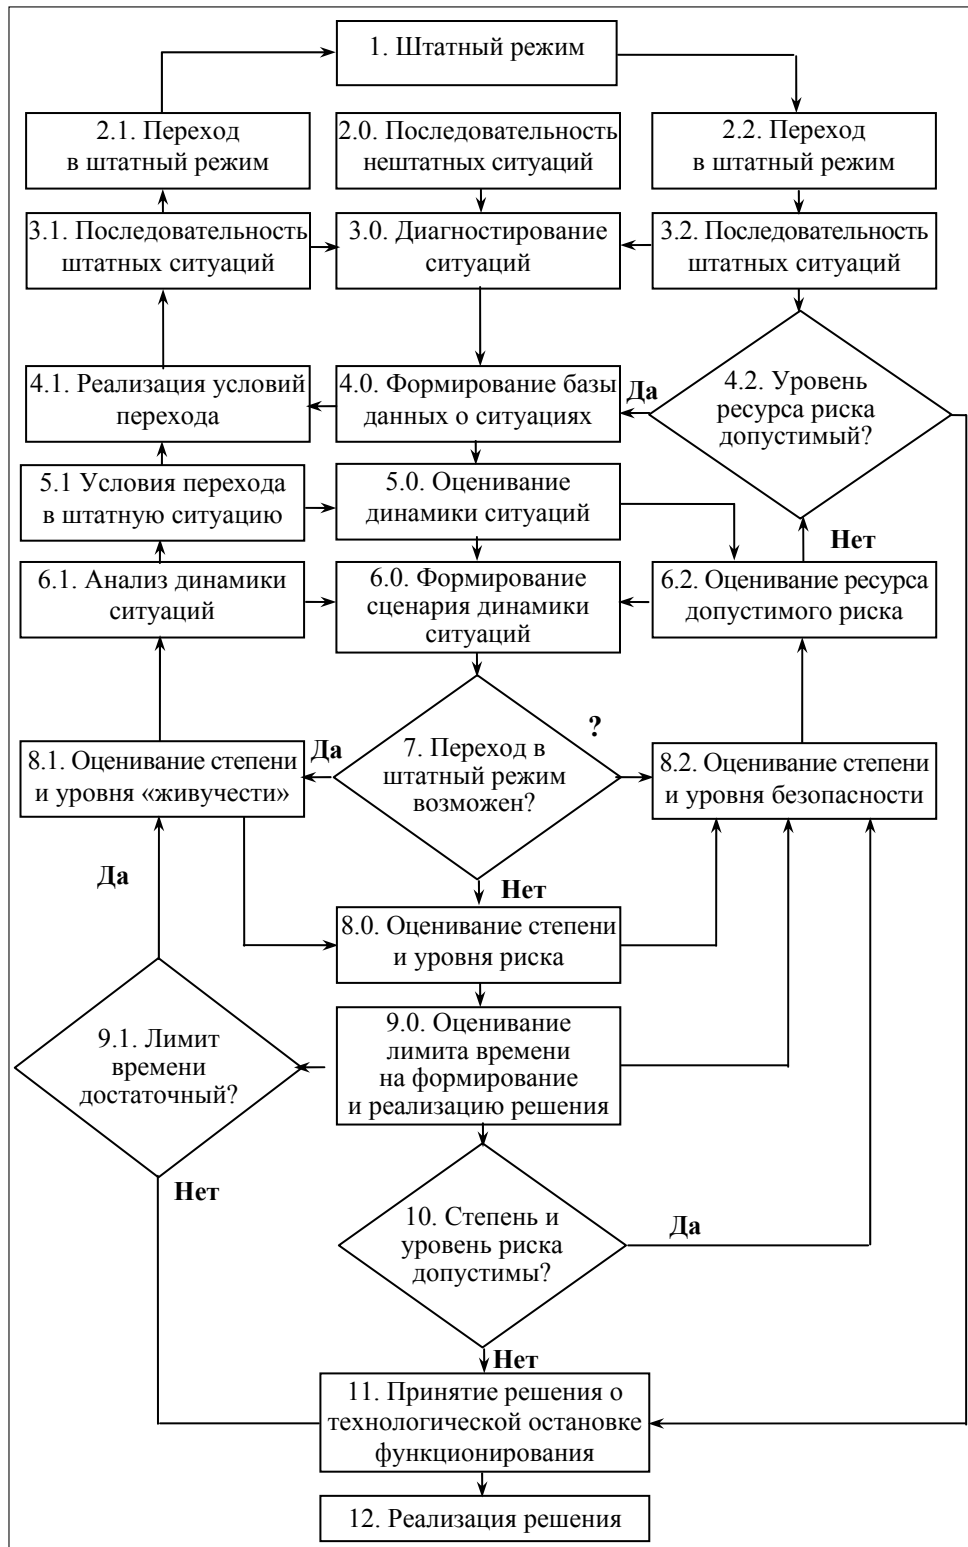 1. Штатный режим
2.1. Переход
в штатный режим
2.0. Последовательность
нештатных ситуаций
2.2. Переход
в штатный режим
3.1. Последовательность
штатных ситуаций
3.0. Диагностирование
ситуаций
3.2. Последовательность
штатных ситуаций
4.1. Реализация условий
перехода
4.0. Формирование базы
данных о ситуациях
Да
4.2. Уровень
ресурса риска
допустимый?
5.1 Условия перехода
в штатную ситуацию
5.0. Оценивание
динамики ситуаций
Нет
6.1. Анализ динамики
ситуаций
6.0. Формирование
сценария динамики
ситуаций
6.2. Оценивание ресурса
допустимого риска
8.1. Оценивание степени
и уровня «живучести»
Да
7. Переход в
штатный режим
возможен?
?
8.2. Оценивание степени
и уровня безопасности
Да
Нет
8.0. Оценивание степени
и уровня риска
9.1. Лимит
времени
достаточный?
9.0. Оценивание
лимита времени
на формирование
и реализацию решения
Нет
10. Степень и
уровень риска
допустимы?
Да
Нет
11. Принятие решения о
технологической остановке
функционирования
12. Реализация решения